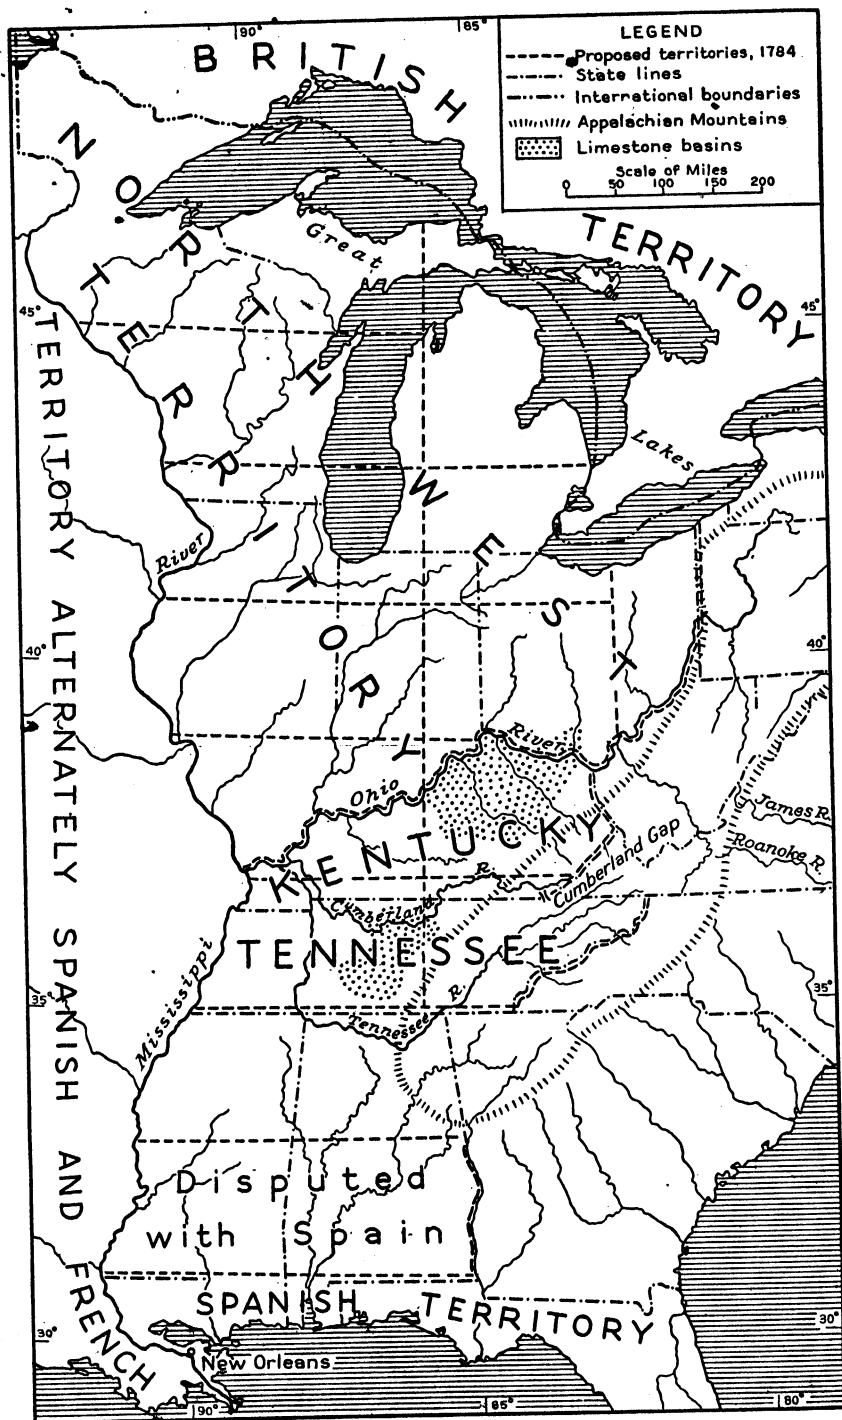 90°
85°
LEGEND
Proposed territories, 1784
State lines
International boundaries
Appalachian Mountains
Limestone basins
Scale of Miles
0 50 100 150 200
BRITISH
TERRITORY
NORTHWEST
TERRITORY
Great
Lakes
45°
45°
TERRITORY ALTERNATELY SPANISH AND FRENCH
River
40°
40°
River
Ohio
KENTUCKY
James R.
Roanoke R.
Cumberland Gap
R.
Cumberland
TENNESSEE
Mississippi
35°
35°
R.
Tennessee
Disputed
with Spain
SPANISH TERRITORY
30°
30°
New Orleans
90°
85°
80°